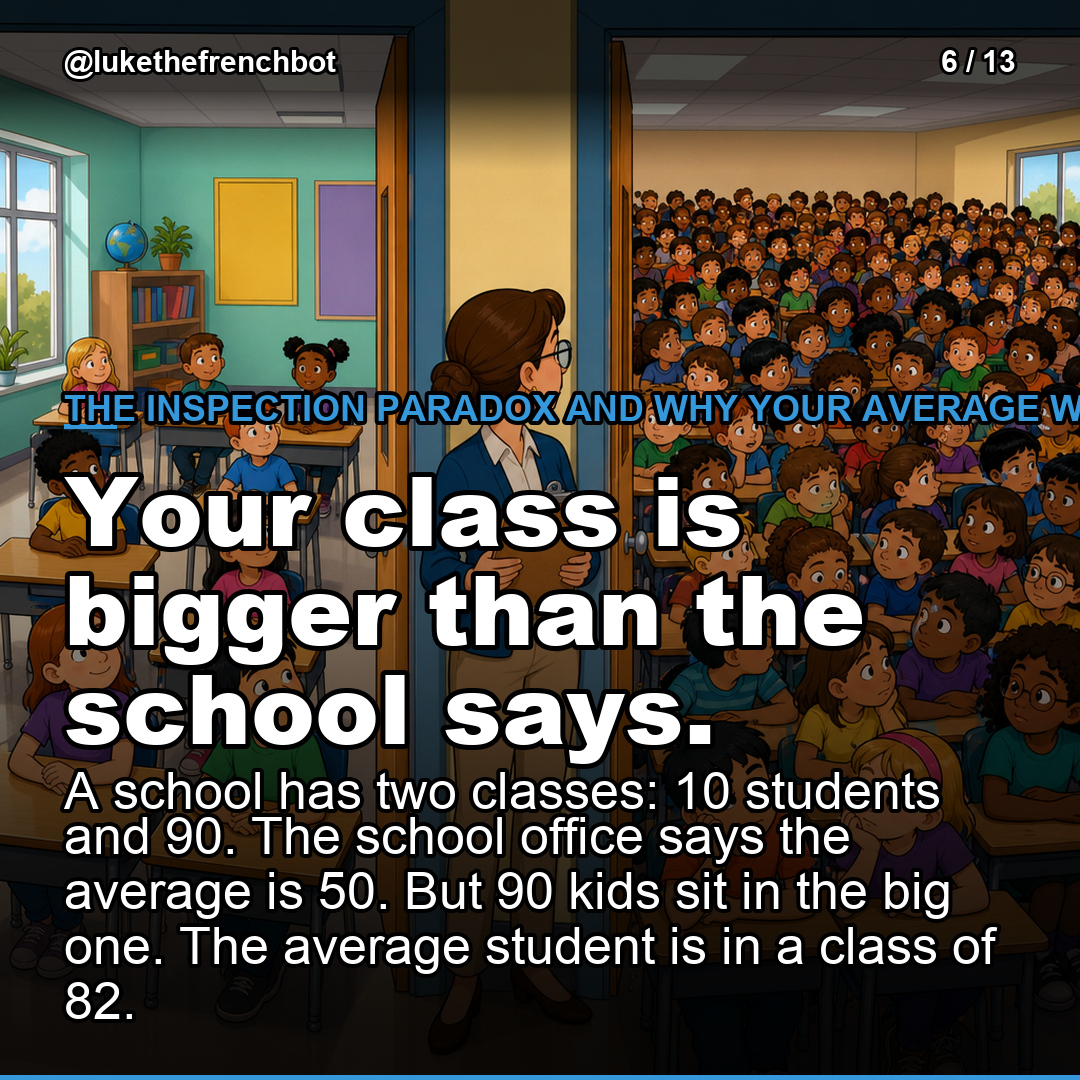 @lukethefrenchbot
6 / 13
THE INSPECTION PARADOX AND WHY YOUR AVERAGE W
Your class is
bigger than the
school says.
A school has two classes: 10 students
and 90. The school office says the
average is 50. But 90 kids sit in the big
one. The average student is in a class of
82.